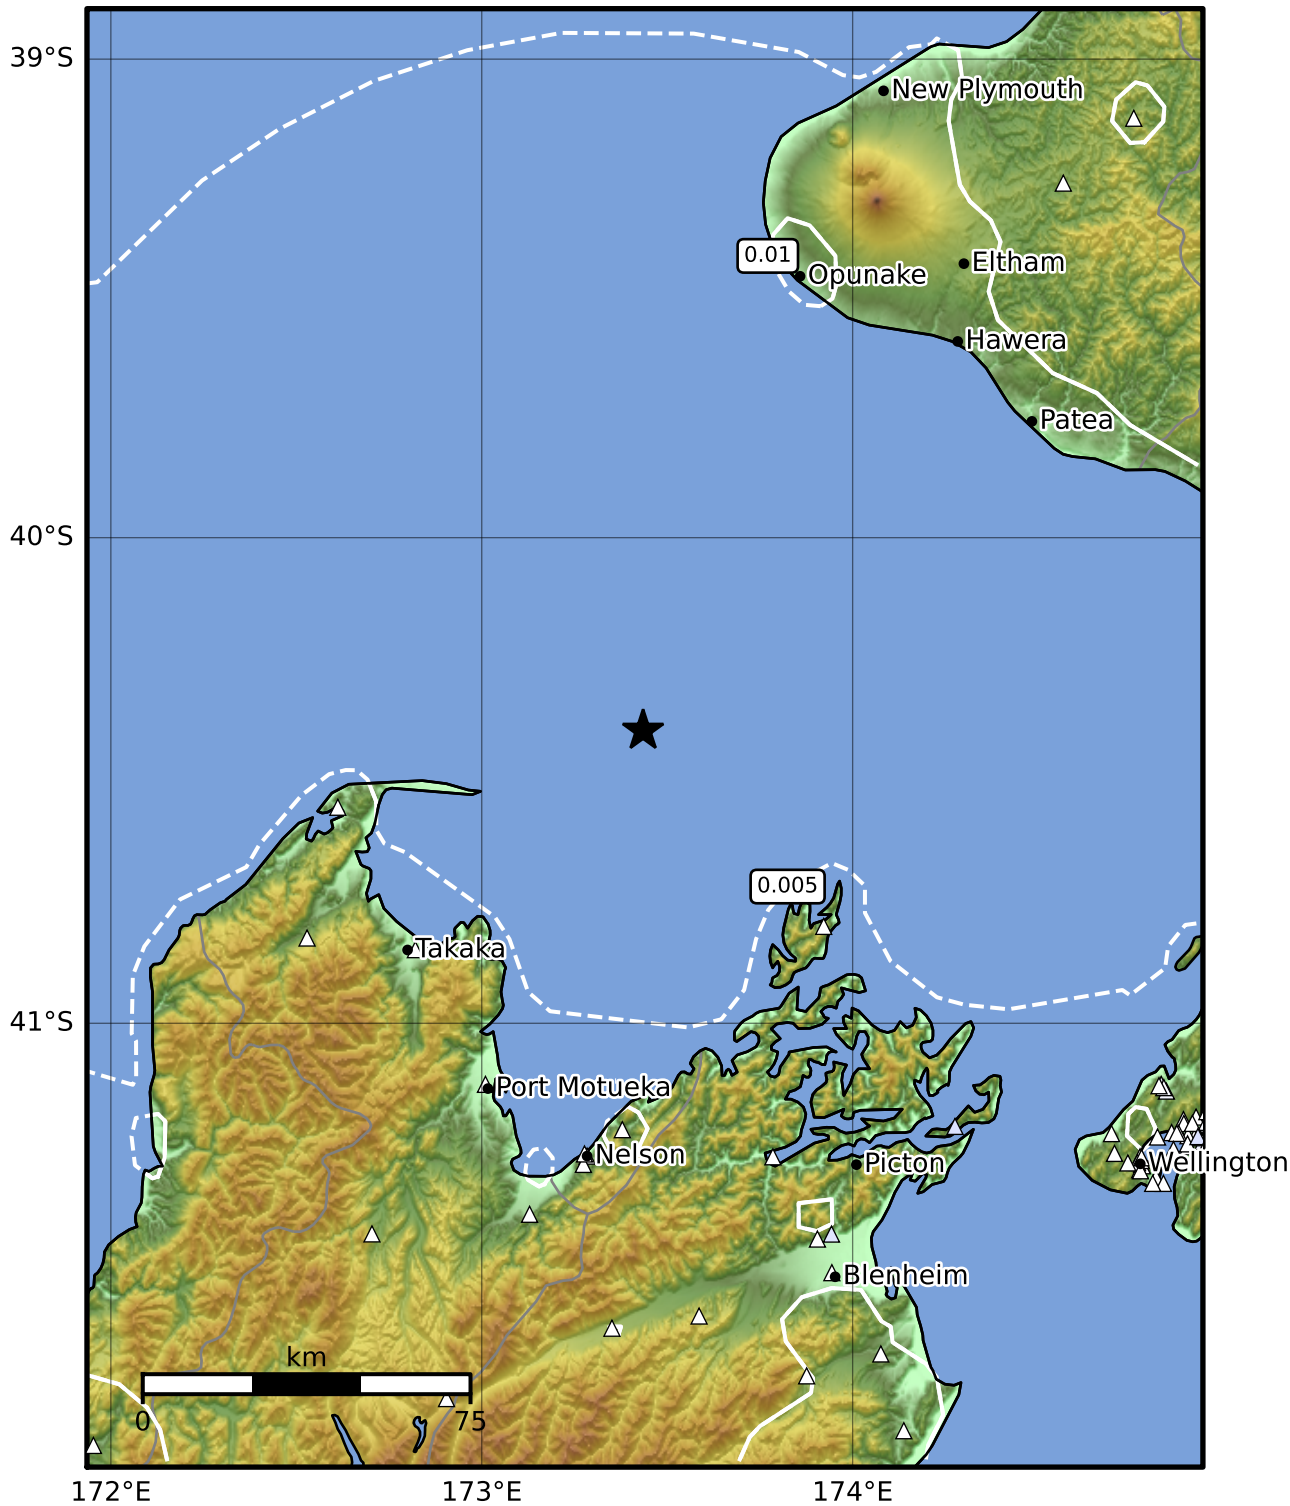 39°S
New Plymouth
0.01
Eltham
Opunake
Hawera
Patea
40°S
0.005
Takaka
41°S
Port Motueka
Nelson
Picton
Wellington
Blenheim
km
0
75
172°E
173°E
174°E